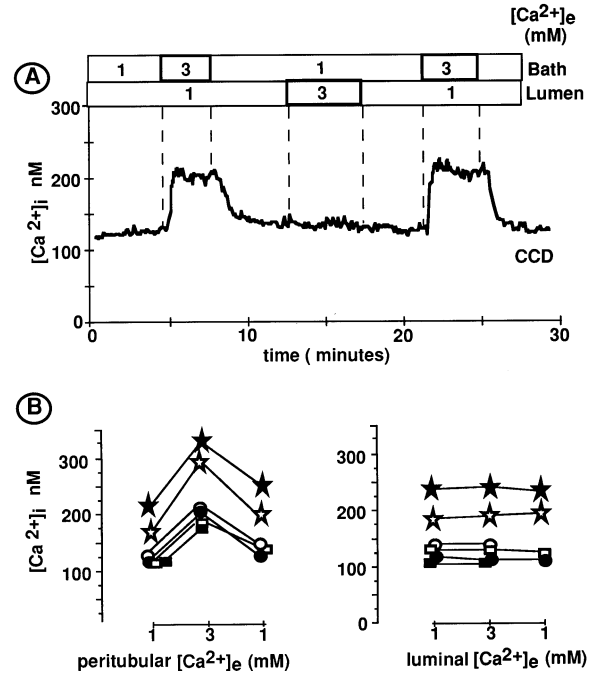 [Ca2+]e
(mM)
1 3 1 3 Bath
A
1 3 1 Lumen
300
200
100
0
[Ca 2+]i nM
CCD
0 10 20 30
time ( minutes)
B
300
200
100
[Ca 2+]i nM
1 3 1
peritubular [Ca2+]e (mM)
300
200
100
0
1 3 1
luminal [Ca2+]e (mM)